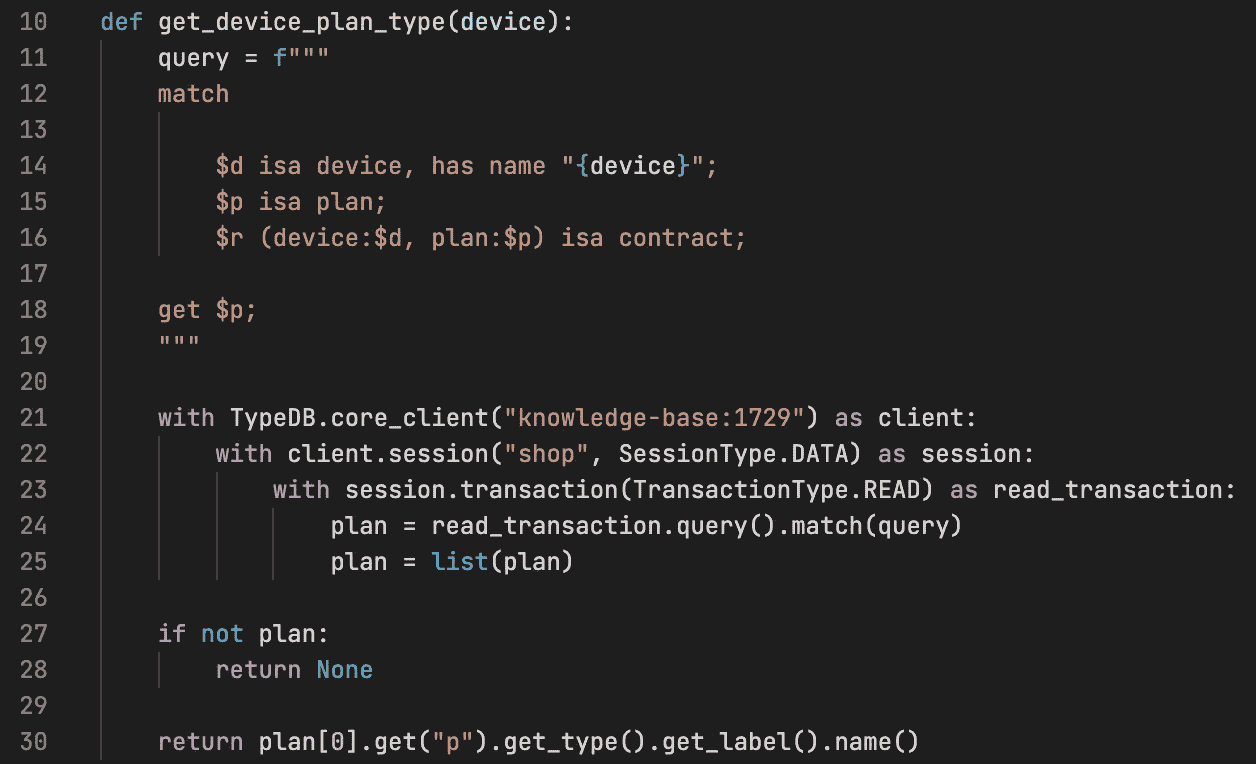 10 def get_device_plan_type(device):
11     query = f"""
12     match
13
14         $d isa device, has name "{device}";
15         $p isa plan;
16         $r (device:$d, plan:$p) isa contract;
17
18     get $p;
19     """
20
21     with TypeDB.core_client("knowledge-base:1729") as client:
22         with client.session("shop", SessionType.DATA) as session:
23             with session.transaction(TransactionType.READ) as read_transaction:
24                 plan = read_transaction.query().match(query)
25                 plan = list(plan)
26
27     if not plan:
28         return None
29
30     return plan[0].get("p").get_type().get_label().name()